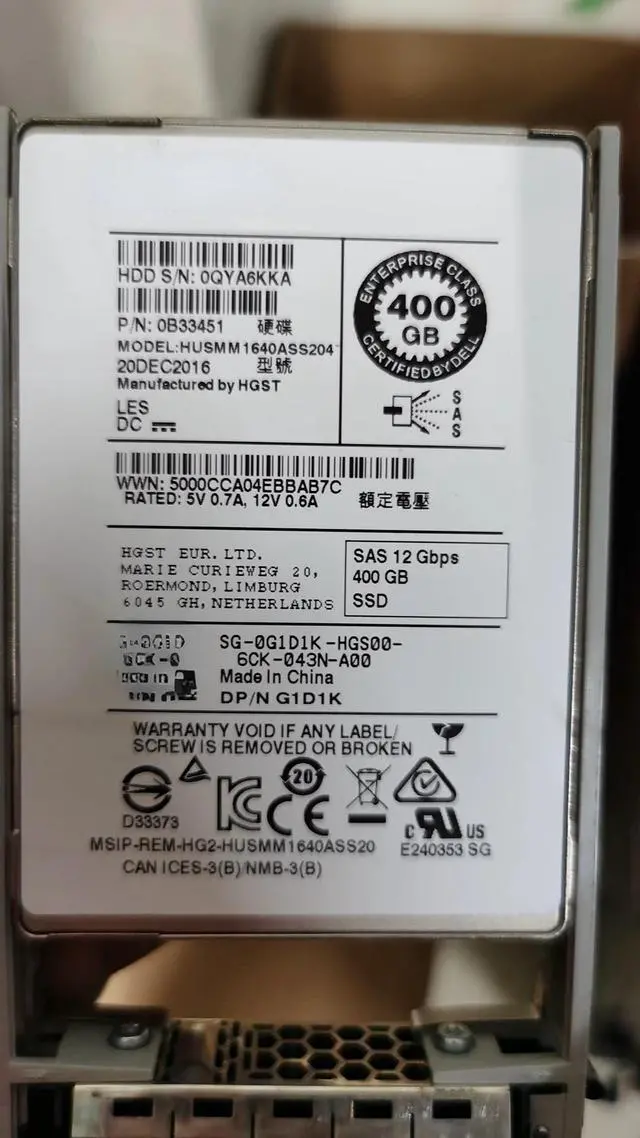 HDD S/N: 0QYA6KKA
P/N: 0B33451 硬碟
MODEL:HUSMM1640ASS204
20DEC2016 型號
Manufactured by HGST
LES
DC
ENTERPRISE CLASS
400
GB
CERTIFIED BY DELL
S
A
S
WWN: 5000CCA04EBBAB7C
RATED: 5V 0.7A, 12V 0.6A 額定電壓
HGST EUR. LTD.
MARIE CURIEWEG 20,
ROERMOND, LIMBURG
6045 GH, NETHERLANDS
SAS 12 Gbps
400 GB
SSD
SG-0G1D1K-HGS00-
6CK-043N-A00
Made In China
DP/N G1D1K
WARRANTY VOID IF ANY LABEL/
SCREW IS REMOVED OR BROKEN
D33373
20
CE
C US
E240353 SG
MSIP-REM-HG2-HUSMM1640ASS20
CAN ICES-3(B)/NMB-3(B)